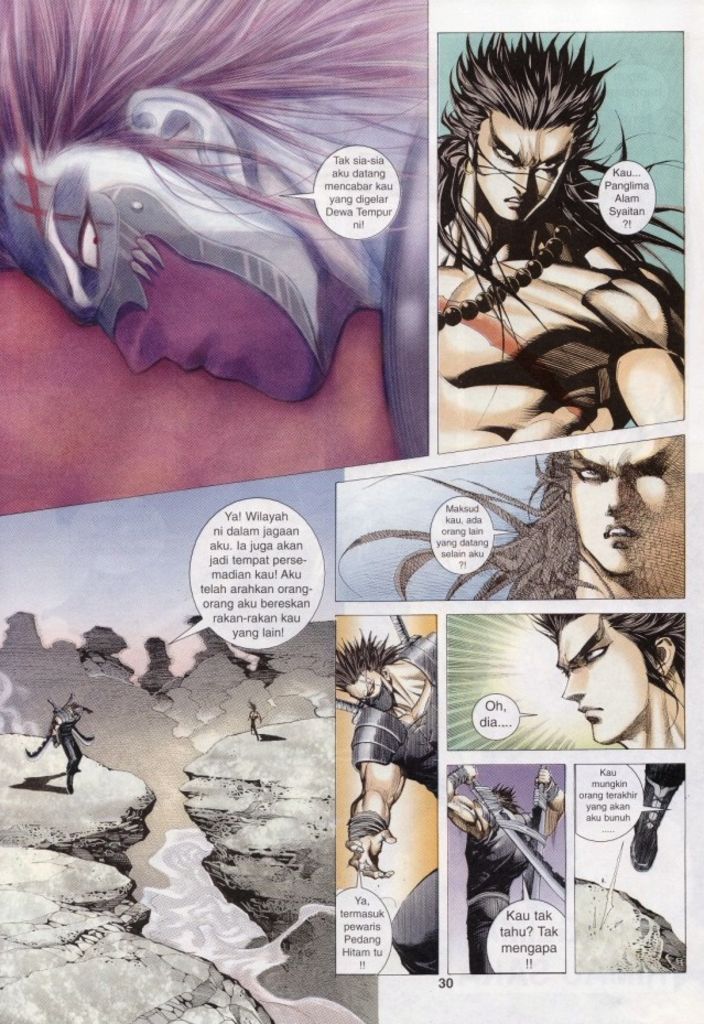 Tak sia-sia
aku datang
mencabar kau
yang digelar
Dewa Tempur
ni!
Kau...
Panglima
Alam
Syaitan
?!
Maksud
kau, ada
orang lain
yang datang
selain aku
?!
Ya! Wilayah
ni dalam jagaan
aku. Ia juga akan
jadi tempat perse-
madian kau! Aku
telah arahkan orang-
orang aku bereskan
rakan-rakan kau
yang lain!
Ya,
termasuk
pewaris
Pedang
Hitam tu
!!
Oh,
dia....
Kau tak
tahu? Tak
mengapa
!!
Kau
mungkin
orang terakhir
yang akan
aku bunuh
.....
30